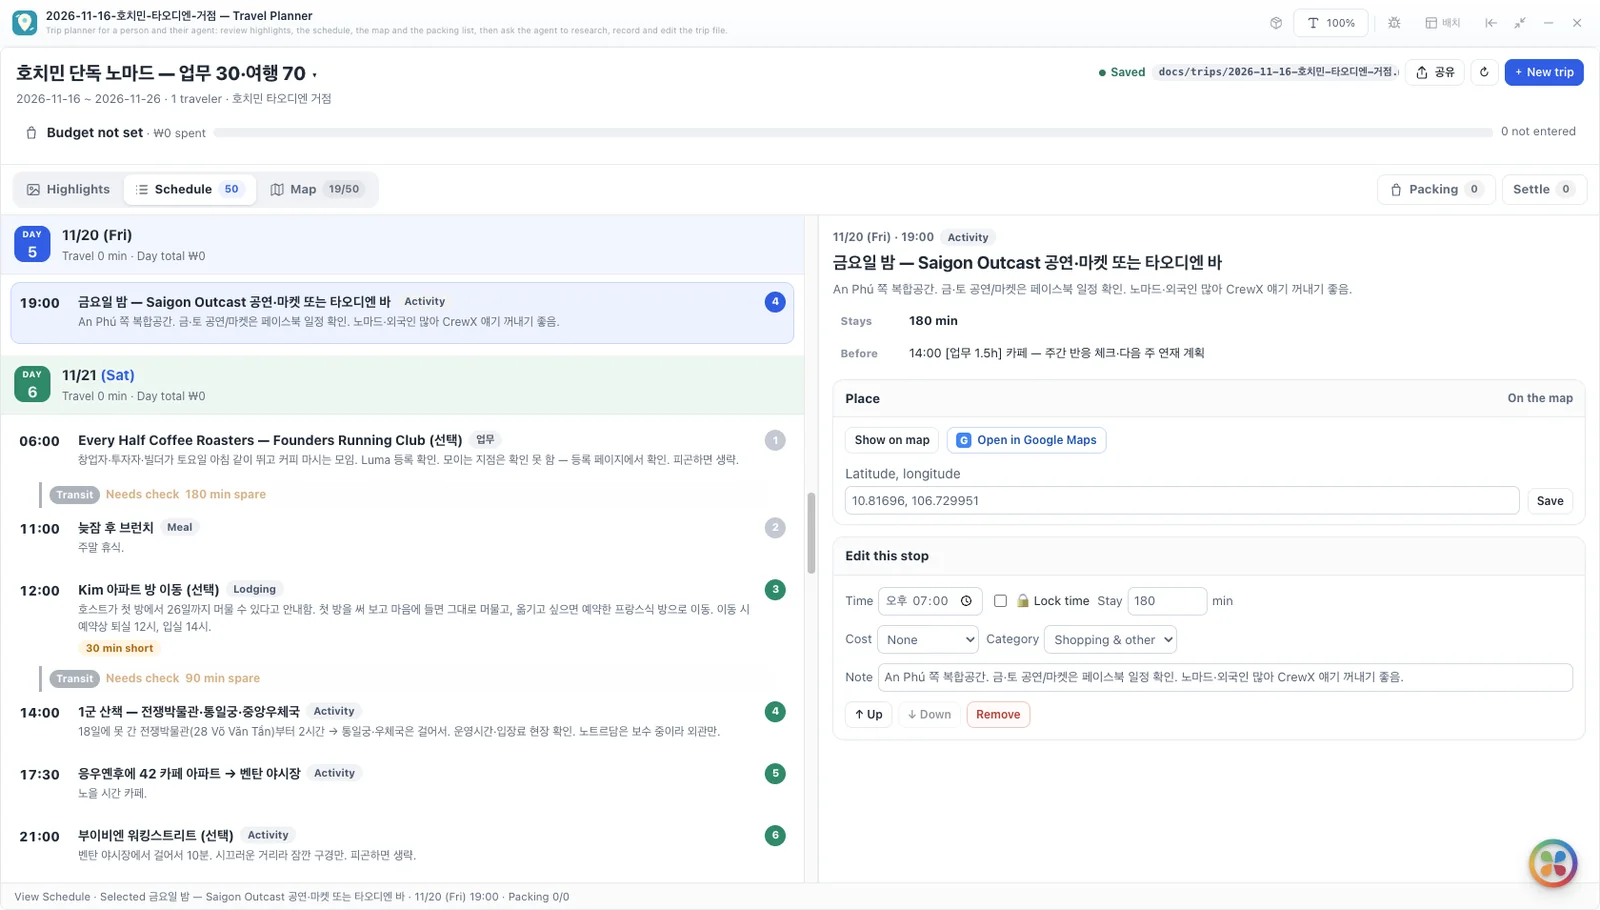 2026-11-16-호치민-타오디엔-거점 — Travel Planner
Trip planner for a person and their agent: review highlights, the schedule, the map and the packing list, then ask the agent to research, record and edit the trip file.
100%
배치
호치민 단독 노마드 — 업무 30·여행 70
Saved
docs/trips/2026-11-16-호치민-타오디엔-거점.
공유
+ New trip
2026-11-16 ~ 2026-11-26 · 1 traveler · 호치민 타오디엔 거점
Budget not set · ₩0 spent
0 not entered
Highlights
Schedule 50
Map 19/50
Packing 0
Settle 0
DAY 5
11/20 (Fri)
Travel 0 min · Day total ₩0
19:00 금요일 밤 — Saigon Outcast 공연·마켓 또는 타오디엔 바 Activity 4
An Phú 쪽 복합공간. 금·토 공연/마켓은 페이스북 일정 확인. 노마드·외국인 많아 CrewX 얘기 꺼내기 좋음.
DAY 6
11/21 (Sat)
Travel 0 min · Day total ₩0
06:00 Every Half Coffee Roasters — Founders Running Club (선택) 업무 1
창업자·투자자·빌더가 토요일 아침 같이 뛰고 커피 마시는 모임. Luma 등록 확인. 모이는 지점은 확인 못 함 — 등록 페이지에서 확인. 피곤하면 생략.
Transit Needs check 180 min spare
11:00 늦잠 후 브런치 Meal 2
주말 휴식.
12:00 Kim 아파트 방 이동 (선택) Lodging 3
호스트가 첫 방에서 26일까지 머물 수 있다고 안내함. 첫 방을 써 보고 마음에 들면 그대로 머물고, 옮기고 싶으면 예약한 프랑스식 방으로 이동. 이동 시
예약상 퇴실 12시, 입실 14시.
30 min short
Transit Needs check 90 min spare
14:00 1군 산책 — 전쟁박물관·통일궁·중앙우체국 Activity 4
18일에 못 간 전쟁박물관(28 Võ Văn Tần)부터 2시간 → 통일궁·우체국은 걸어서. 운영시간·입장료 현장 확인. 노트르담은 보수 중이라 외관만.
17:30 응우옌후에 42 카페 아파트 → 벤탄 야시장 Activity 5
노을 시간 카페.
21:00 부이비엔 워킹스트리트 (선택) Activity 6
벤탄 야시장에서 걸어서 10분. 시끄러운 거리라 잠깐 구경만. 피곤하면 생략.
11/20 (Fri) · 19:00 Activity
금요일 밤 — Saigon Outcast 공연·마켓 또는 타오디엔 바
An Phú 쪽 복합공간. 금·토 공연/마켓은 페이스북 일정 확인. 노마드·외국인 많아 CrewX 얘기 꺼내기 좋음.
Stays 180 min
Before 14:00 [업무 1.5h] 카페 — 주간 반응 체크·다음 주 연재 계획
Place On the map
Show on map
G Open in Google Maps
Latitude, longitude
10.81696, 106.729951 Save
Edit this stop
Time 오후 07:00 Lock time Stay 180 min
Cost None Category Shopping & other
Note An Phú 쪽 복합공간. 금·토 공연/마켓은 페이스북 일정 확인. 노마드·외국인 많아 CrewX 얘기 꺼내기 좋음.
↑ Up ↓ Down Remove
View Schedule · Selected 금요일 밤 — Saigon Outcast 공연·마켓 또는 타오디엔 바 · 11/20 (Fri) 19:00 · Packing 0/0